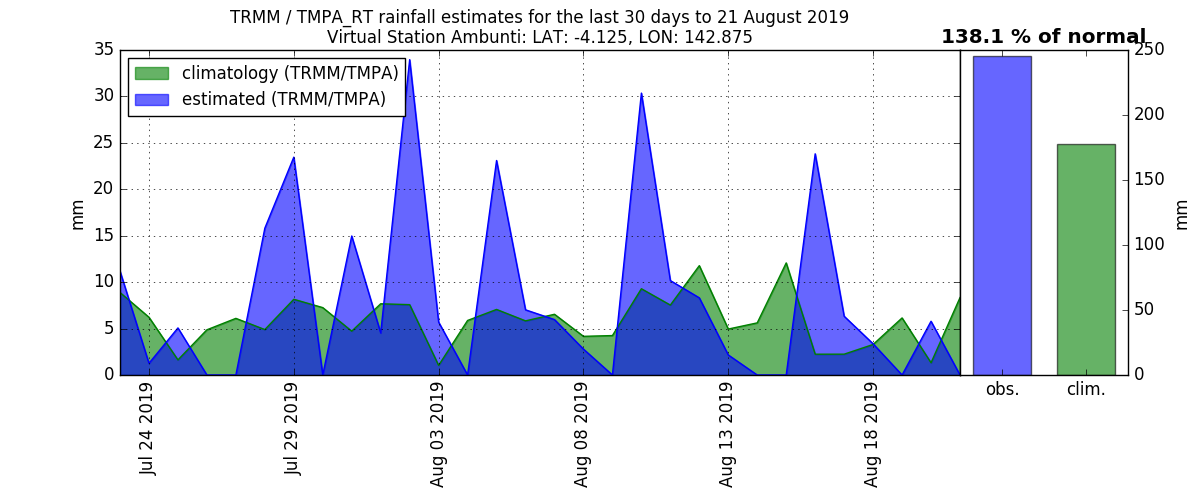 TRMM / TMPA_RT rainfall estimates for the last 30 days to 21 August 2019
Virtual Station Ambunti: LAT: -4.125, LON: 142.875
138.1 % of normal
climatology (TRMM/TMPA)
estimated (TRMM/TMPA)
35
30
25
20
15
10
5
0
mm
Jul 24 2019
Jul 29 2019
Aug 03 2019
Aug 08 2019
Aug 13 2019
Aug 18 2019
250
200
150
100
50
0
mm
obs.
clim.